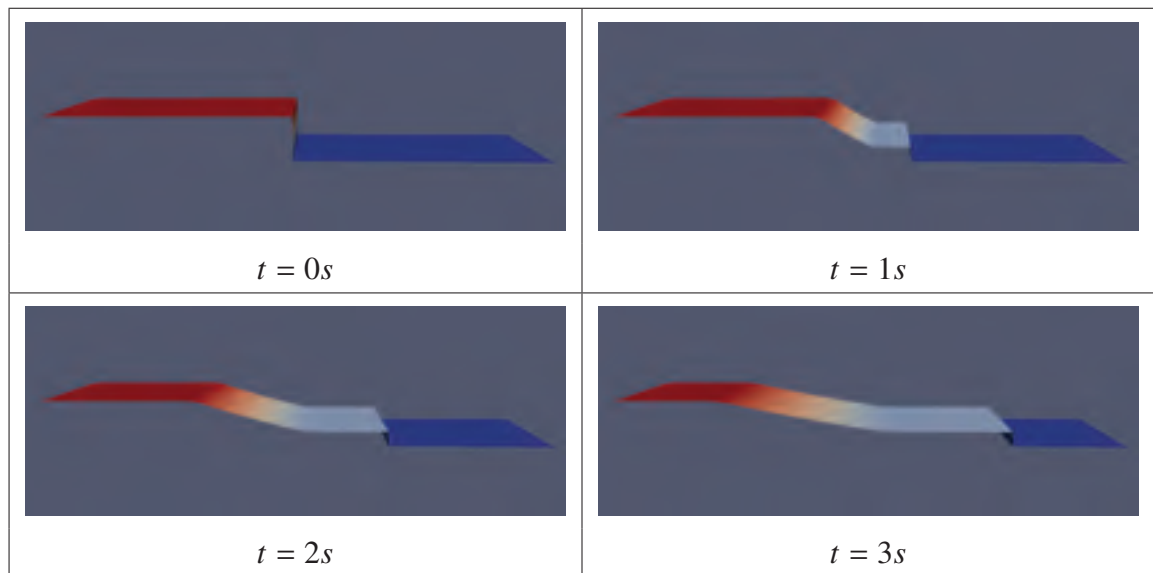 t = 0s
t = 1s
t = 2s
t = 3s